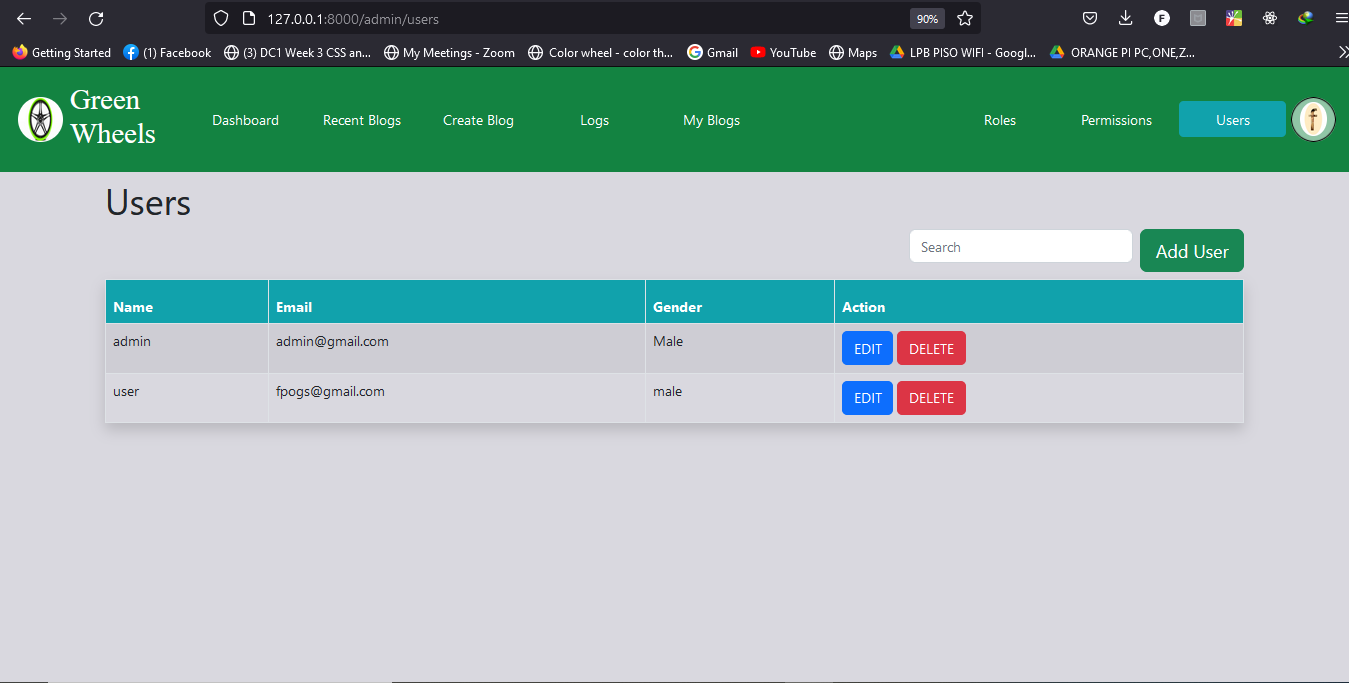 127.0.0.1:8000/admin/users 90%
Getting Started (1) Facebook (3) DC1 Week 3 CSS an... My Meetings - Zoom Color wheel - color th... Gmail YouTube Maps LPB PISO WIFI - Googl... ORANGE PI PC,ONE,Z...
Green
Wheels
Dashboard Recent Blogs Create Blog Logs My Blogs Roles Permissions Users f
Users
Search Add User
Name Email Gender Action
admin admin@gmail.com Male EDIT DELETE
user fpogs@gmail.com male EDIT DELETE